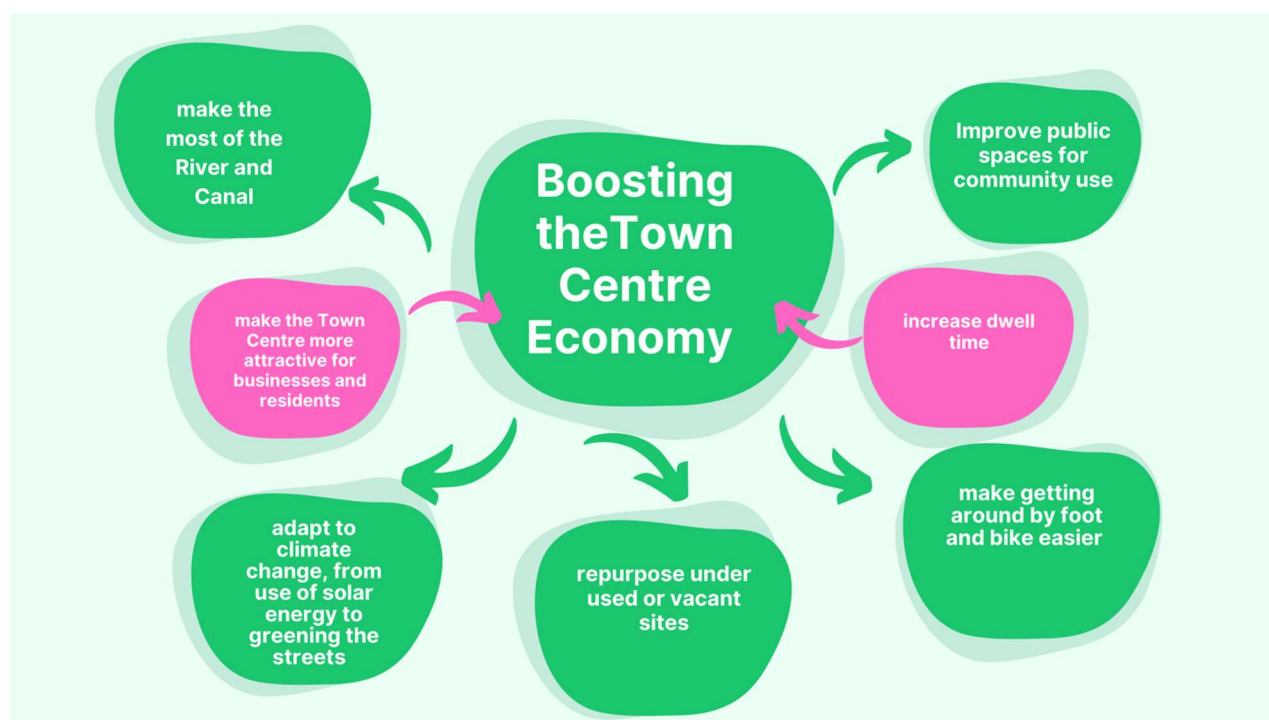 make the
most of the
River and
Canal
Boosting
theTown
Centre
Economy
Improve public
spaces for
community use
make the Town
Centre more
attractive for
businesses and
residents
increase dwell
time
adapt to
climate
change, from
use of solar
energy to
greening the
streets
repurpose under
used or vacant
sites
make getting
around by foot
and bike easier